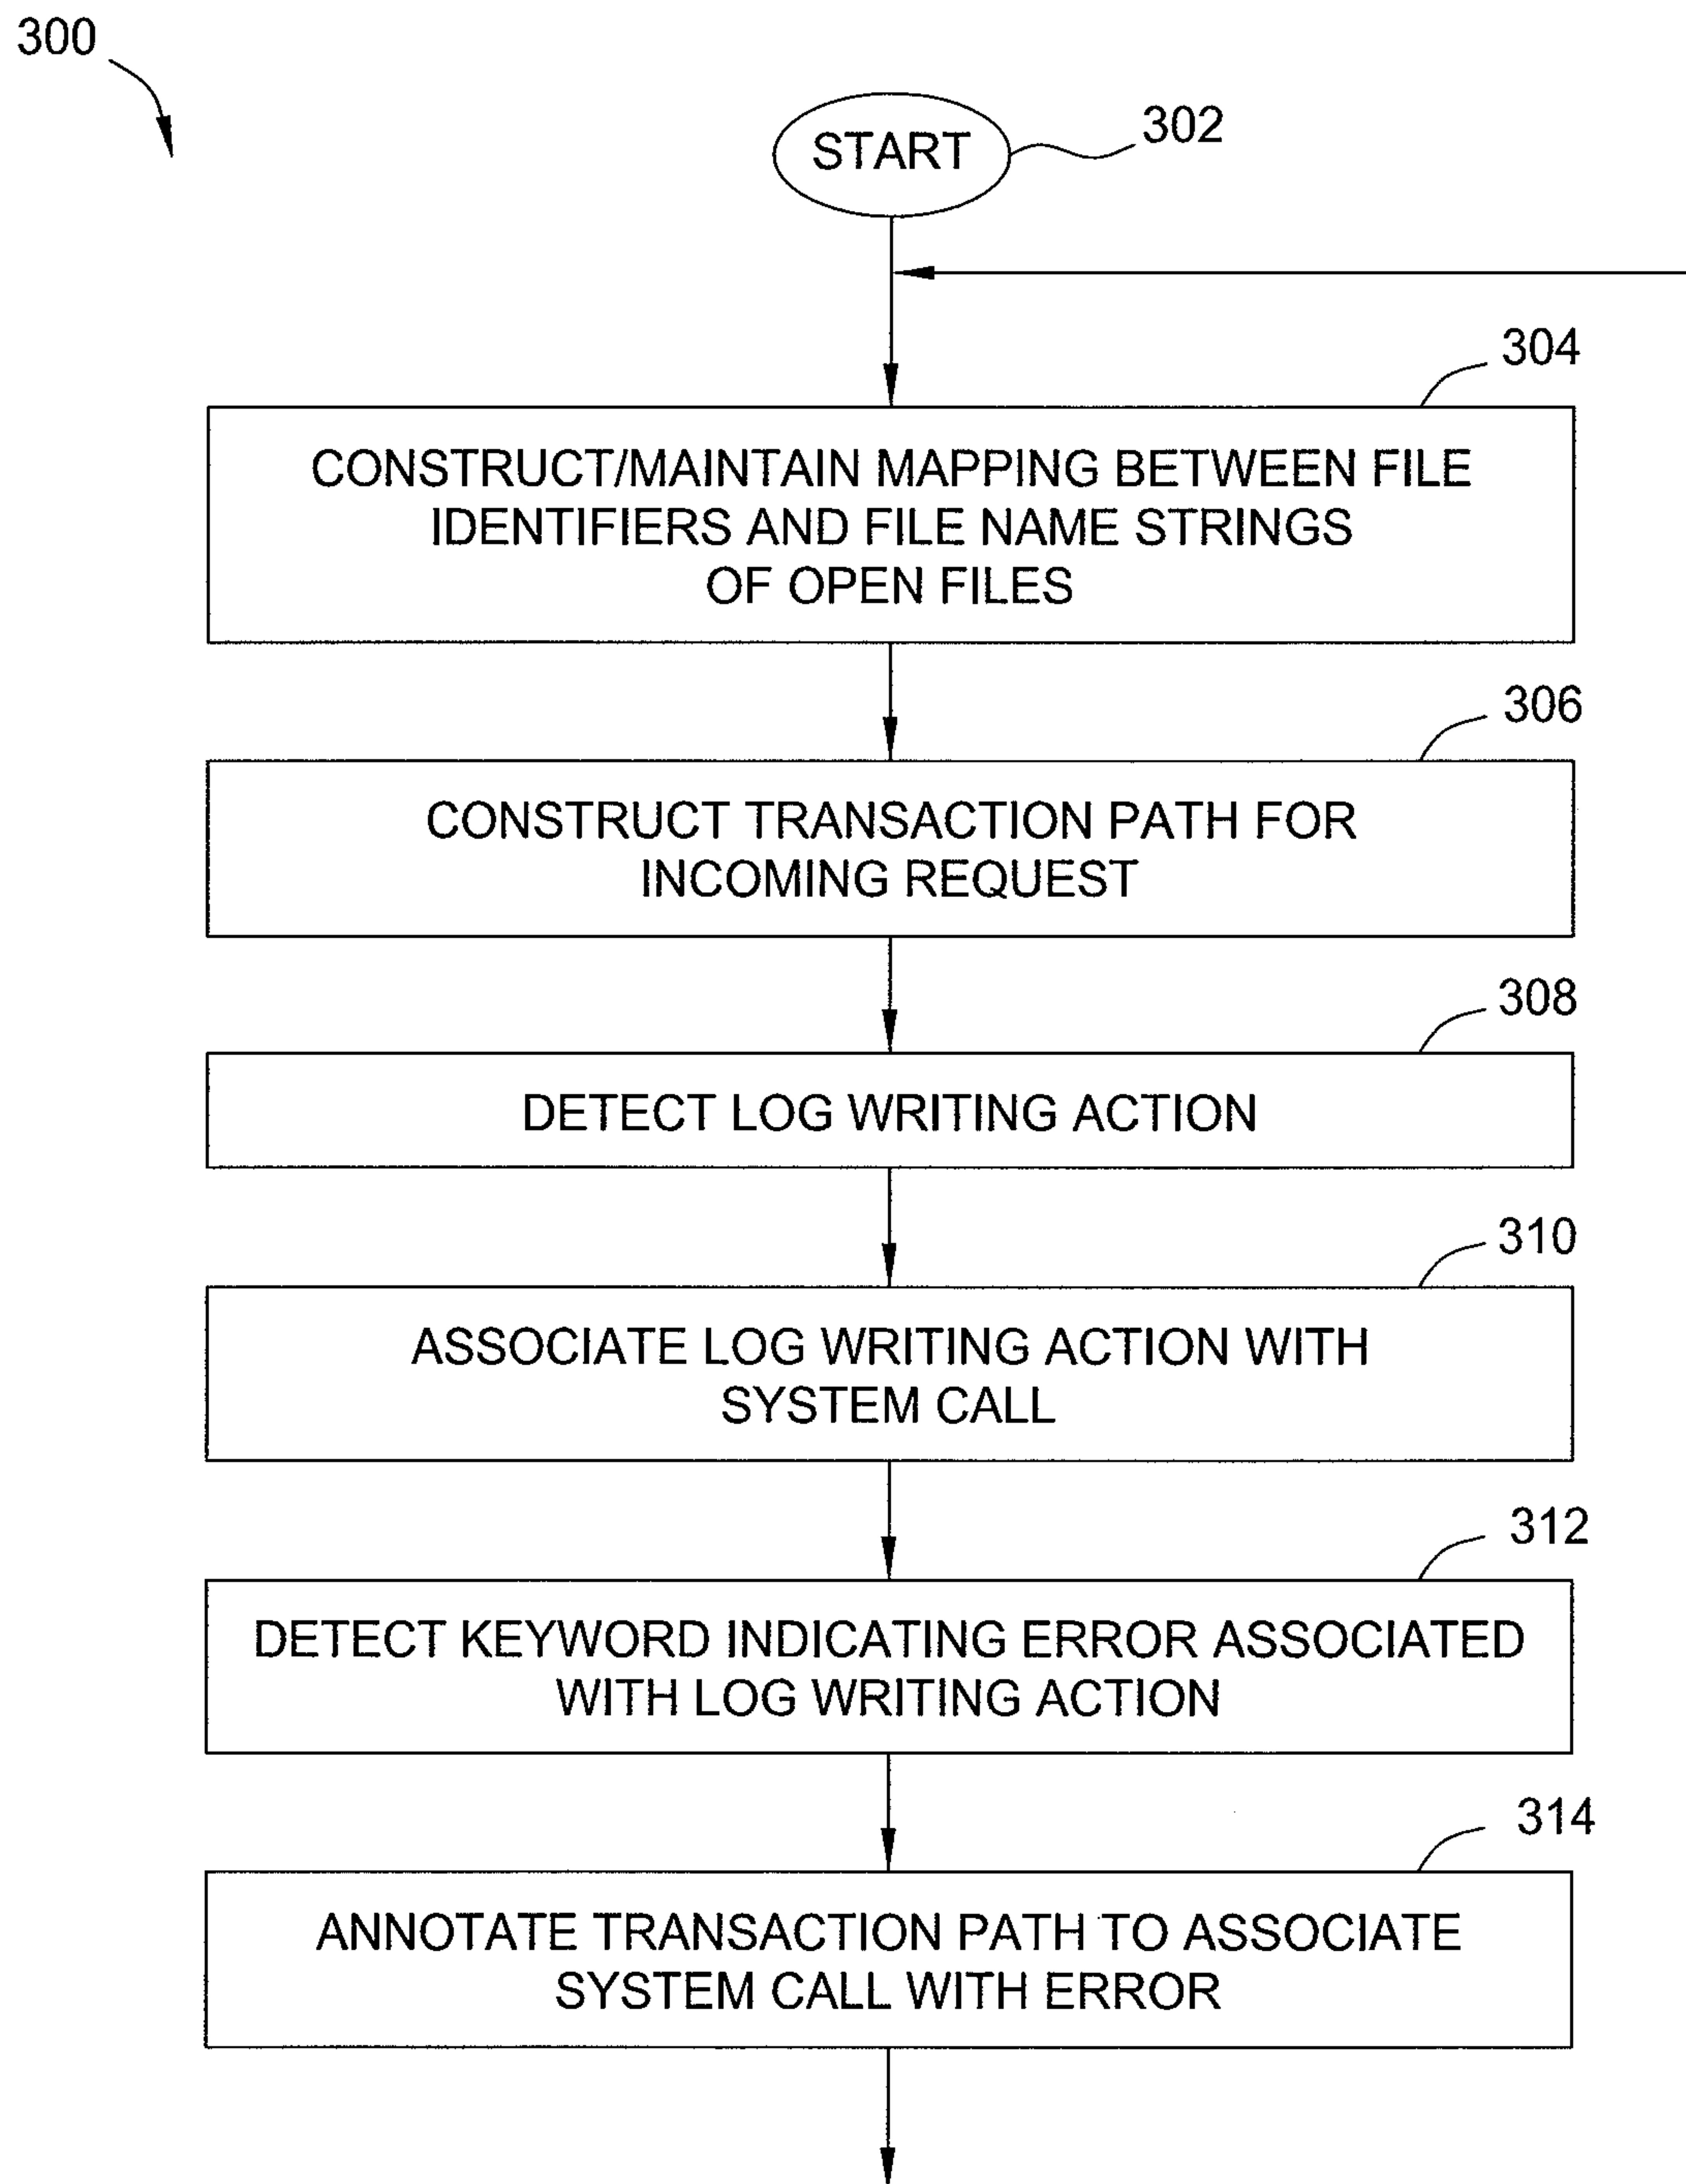 300
START
302
304
CONSTRUCT/MAINTAIN MAPPING BETWEEN FILE
IDENTIFIERS AND FILE NAME STRINGS
OF OPEN FILES
306
CONSTRUCT TRANSACTION PATH FOR
INCOMING REQUEST
308
DETECT LOG WRITING ACTION
310
ASSOCIATE LOG WRITING ACTION WITH
SYSTEM CALL
312
DETECT KEYWORD INDICATING ERROR ASSOCIATED
WITH LOG WRITING ACTION
314
ANNOTATE TRANSACTION PATH TO ASSOCIATE
SYSTEM CALL WITH ERROR